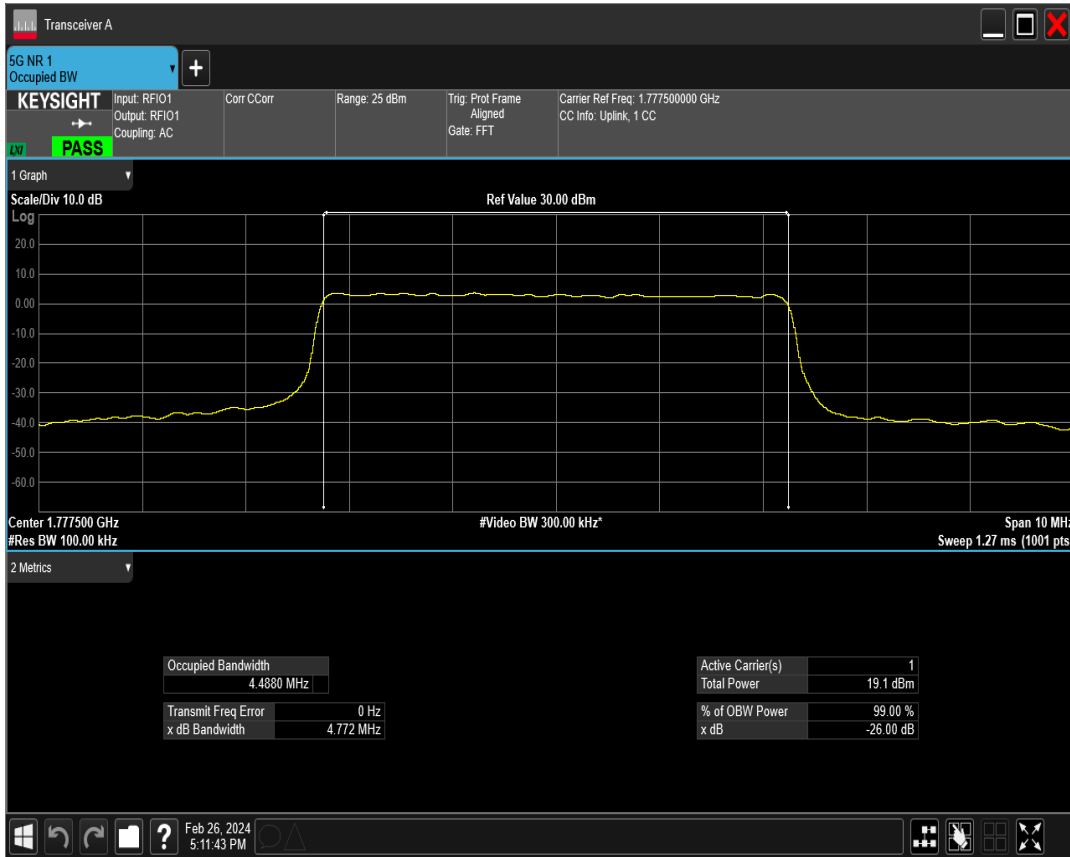 Transceiver A
5G NR 1
Occupied BW
KEYSIGHT
Input: RFIO1
Output: RFIO1
Coupling: AC
Corr CCorr
Range: 25 dBm
Trig: Prot Frame
Aligned
Gate: FFT
Carrier Ref Freq: 1.777500000 GHz
CC Info: Uplink, 1 CC
LXI
PASS
1 Graph
Scale/Div 10.0 dB
Ref Value 30.00 dBm
Log
20.0
10.0
0.00
-10.0
-20.0
-30.0
-40.0
-50.0
-60.0
Center 1.777500 GHz
#Video BW 300.00 kHz*
Span 10 MHz
#Res BW 100.00 kHz
Sweep 1.27 ms (1001 pts
2 Metrics
Occupied Bandwidth
4.4880 MHz
Transmit Freq Error 0 Hz
x dB Bandwidth 4.772 MHz
Active Carrier(s) 1
Total Power 19.1 dBm
% of OBW Power 99.00 %
x dB -26.00 dB
?
Feb 26, 2024
5:11:43 PM